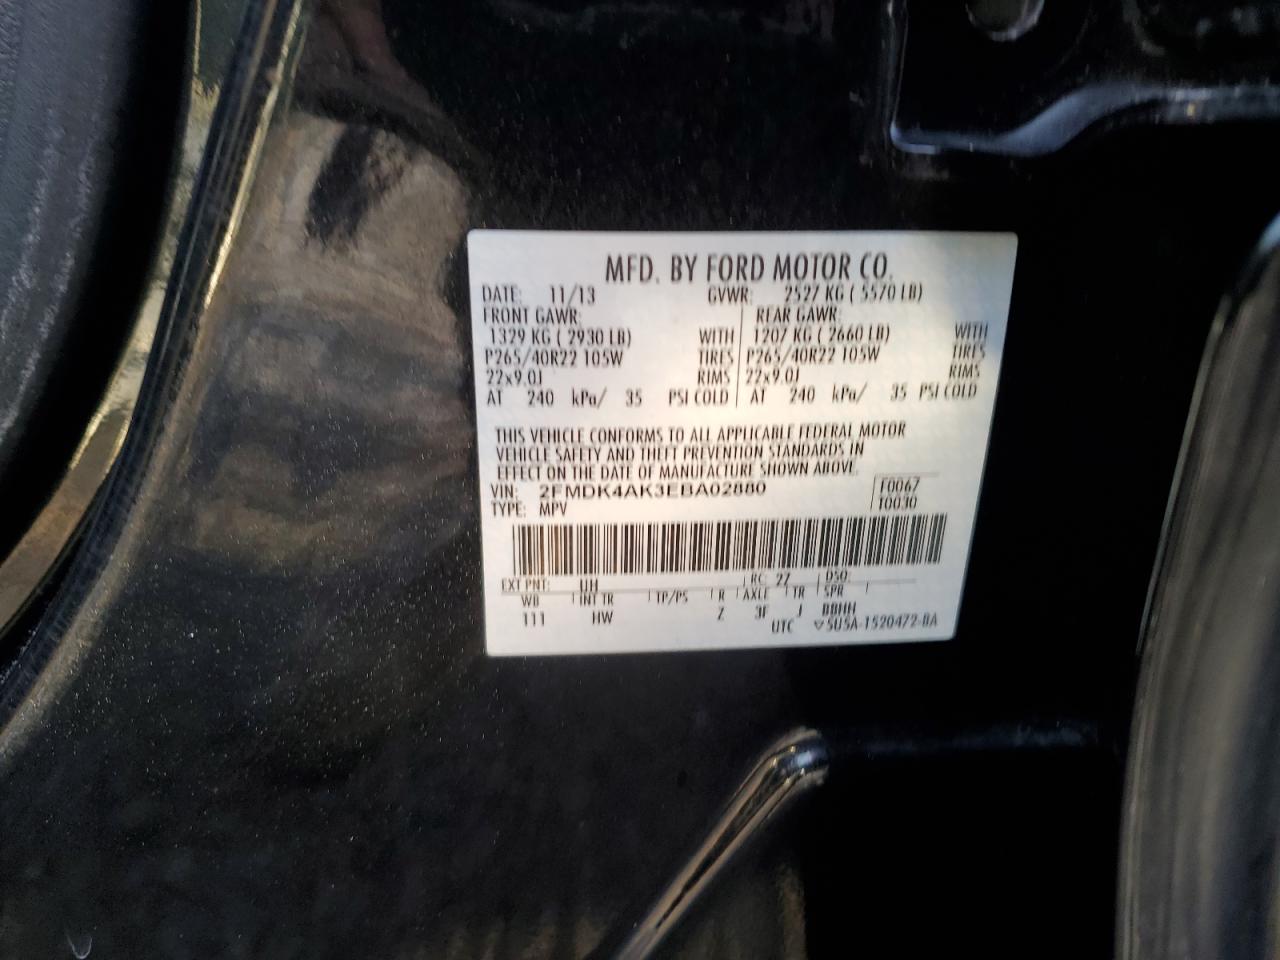 MFD. BY FORD MOTOR CO.
DATE: 11/13 GVWR: 2527 KG ( 5570 LB)
FRONT GAWR: REAR GAWR:
1329 KG ( 2930 LB) WITH 1207 KG ( 2660 LB) WITH
P265/40R22 105W TIRES P265/40R22 105W TIRES
22x9.0J RIMS 22x9.0J RIMS
AT 240 kPa/ 35 PSI COLD AT 240 kPa/ 35 PSI COLD
THIS VEHICLE CONFORMS TO ALL APPLICABLE FEDERAL MOTOR
VEHICLE SAFETY AND THEFT PREVENTION STANDARDS IN
EFFECT ON THE DATE OF MANUFACTURE SHOWN ABOVE.
VIN: 2FMDK4AK3EBA02880 F0067
TYPE: MPV T0030
EXT PNT: UH RC: 27 DSO:
WB INT TR TP/PS R AXLE TR SPR
111 HW Z 3F J BBHH
UTC ▽5U5A-1520472-BA